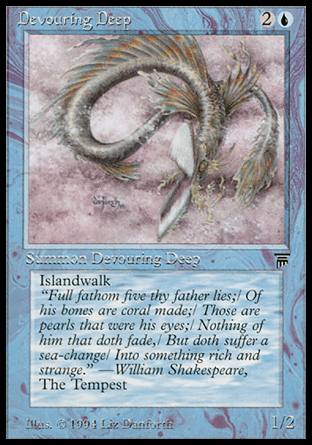 Devouring Deep 2
Danforth
Summon Devouring Deep
Islandwalk
“Full fathom five thy father lies;/ Of
his bones are coral made;/ Those are
pearls that were his eyes;/ Nothing of
him that doth fade,/ But doth suffer a
sea-change/ Into something rich and
strange.” —William Shakespeare,
The Tempest
1/2
Illus. © 1994 Liz Danforth